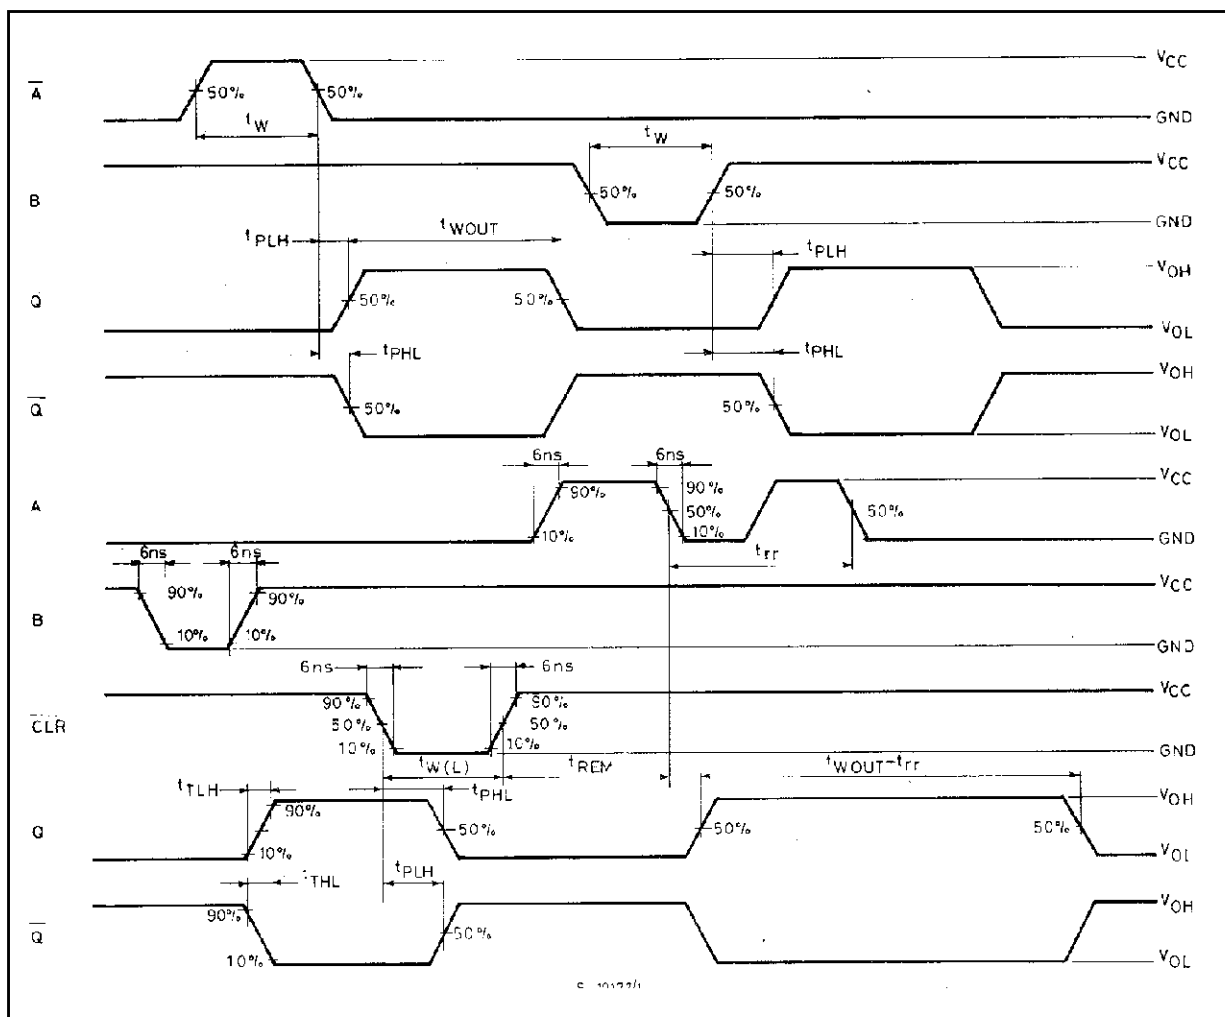 VCC
A
50% 50%
tW
GND
VCC
tW
B
50% 50%
GND
tPLH tWOUT
tPLH
VOH
Q
50% 50%
VOL
tPHL tPHL
VOH
Q
50% 50%
VOL
6ns 6ns
VCC
90% 90%
A
50% 50%
10% 10%
GND
trr
6ns 6ns
VCC
90% 90%
B
10% 10%
GND
6ns 6ns
VCC
90% 90%
CLR
50% 50%
10% 10%
GND
tW(L) tREM tWOUT-trr
tTLH tPHL
VOH
90%
Q
50% 50% 50%
10%
VOL
tTHL tPLH
VOH
90%
Q
50%
10%
VOL